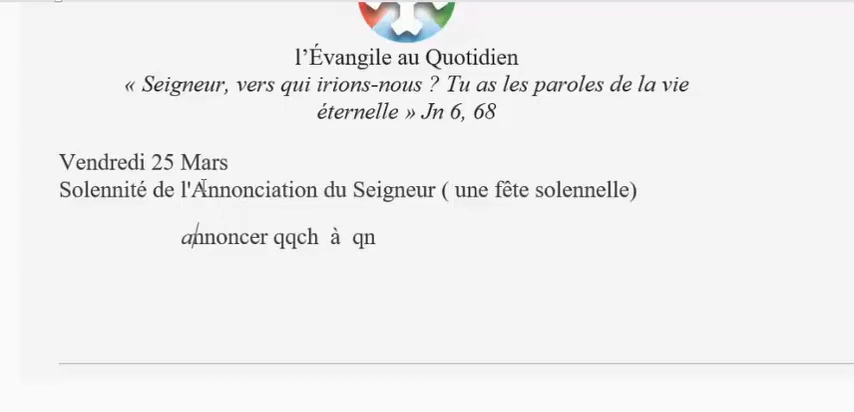 l’Évangile au Quotidien
« Seigneur, vers qui irions-nous ? Tu as les paroles de la vie
éternelle » Jn 6, 68
Vendredi 25 Mars
Solennité de l'Annonciation du Seigneur ( une fête solennelle)
annoncer qqch à qn